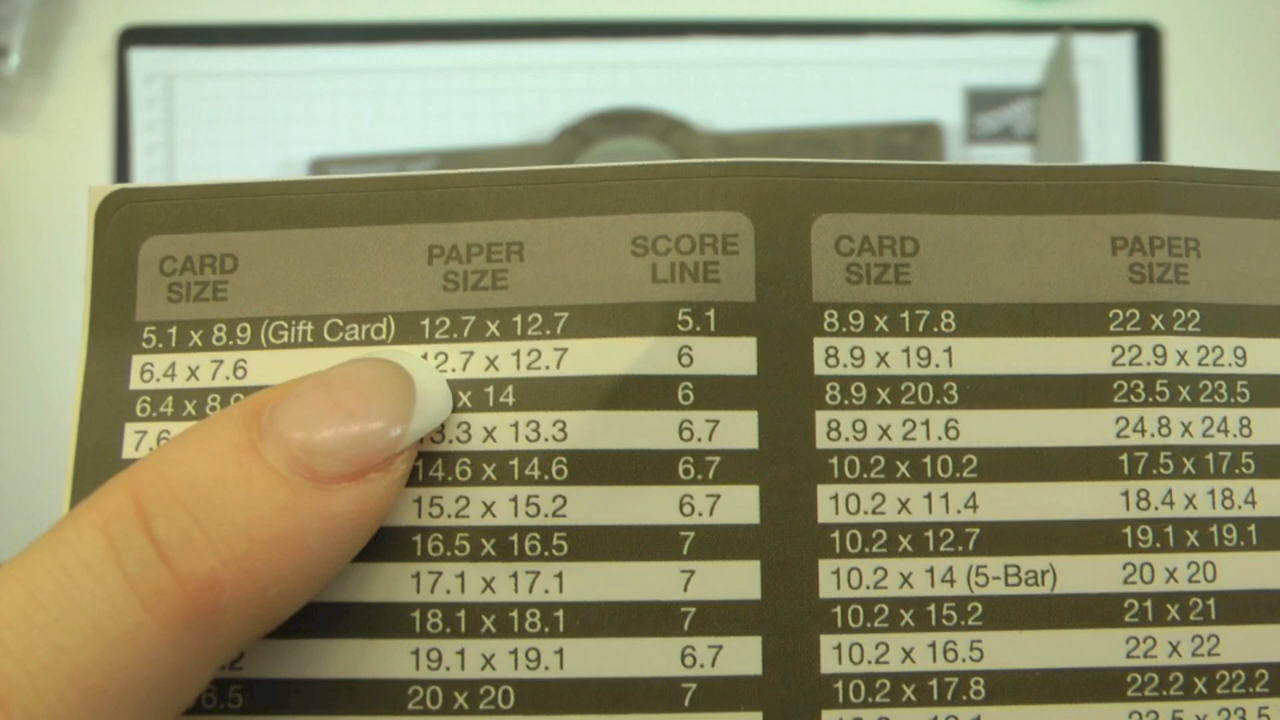 CARD SIZE PAPER SIZE SCORE LINE
5.1 x 8.9 (Gift Card) 12.7 x 12.7 5.1
6.4 x 7.6 12.7 x 12.7 6
6.4 x x 14 6
13.3 x 13.3 6.7
14.6 x 14.6 6.7
15.2 x 15.2 6.7
16.5 x 16.5 7
17.1 x 17.1 7
18.1 x 18.1 7
19.1 x 19.1 6.7
20 x 20 7
CARD SIZE PAPER SIZE
8.9 x 17.8 22 x 22
8.9 x 19.1 22.9 x 22.9
8.9 x 20.3 23.5 x 23.5
8.9 x 21.6 24.8 x 24.8
10.2 x 10.2 17.5 x 17.5
10.2 x 11.4 18.4 x 18.4
10.2 x 12.7 19.1 x 19.1
10.2 x 14 (5-Bar) 20 x 20
10.2 x 15.2 21 x 21
10.2 x 16.5 22 x 22
10.2 x 17.8 22.2 x 22.2